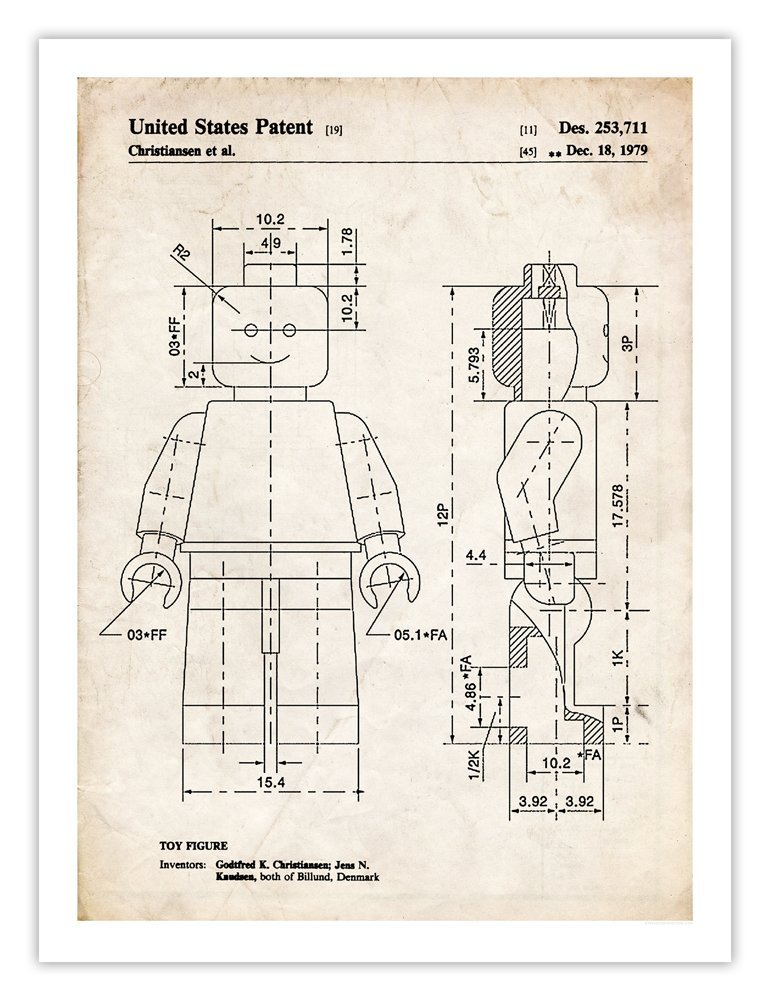 United States Patent [19]
Christiansen et al.
[11] Des. 253,711
[45] ** Dec. 18, 1979
10.2
4.9
1.78
R2
10.2
03*FF
2
03*FF
05.1*FA
15.4
3P
5.793
12P
17.578
4.4
1K
4.86 *FA
1P
1/2K
*FA
10.2
3.92
3.92
TOY FIGURE
Inventors: Godtfred K. Christiansen; Jens N.
Knudsen, both of Billund, Denmark